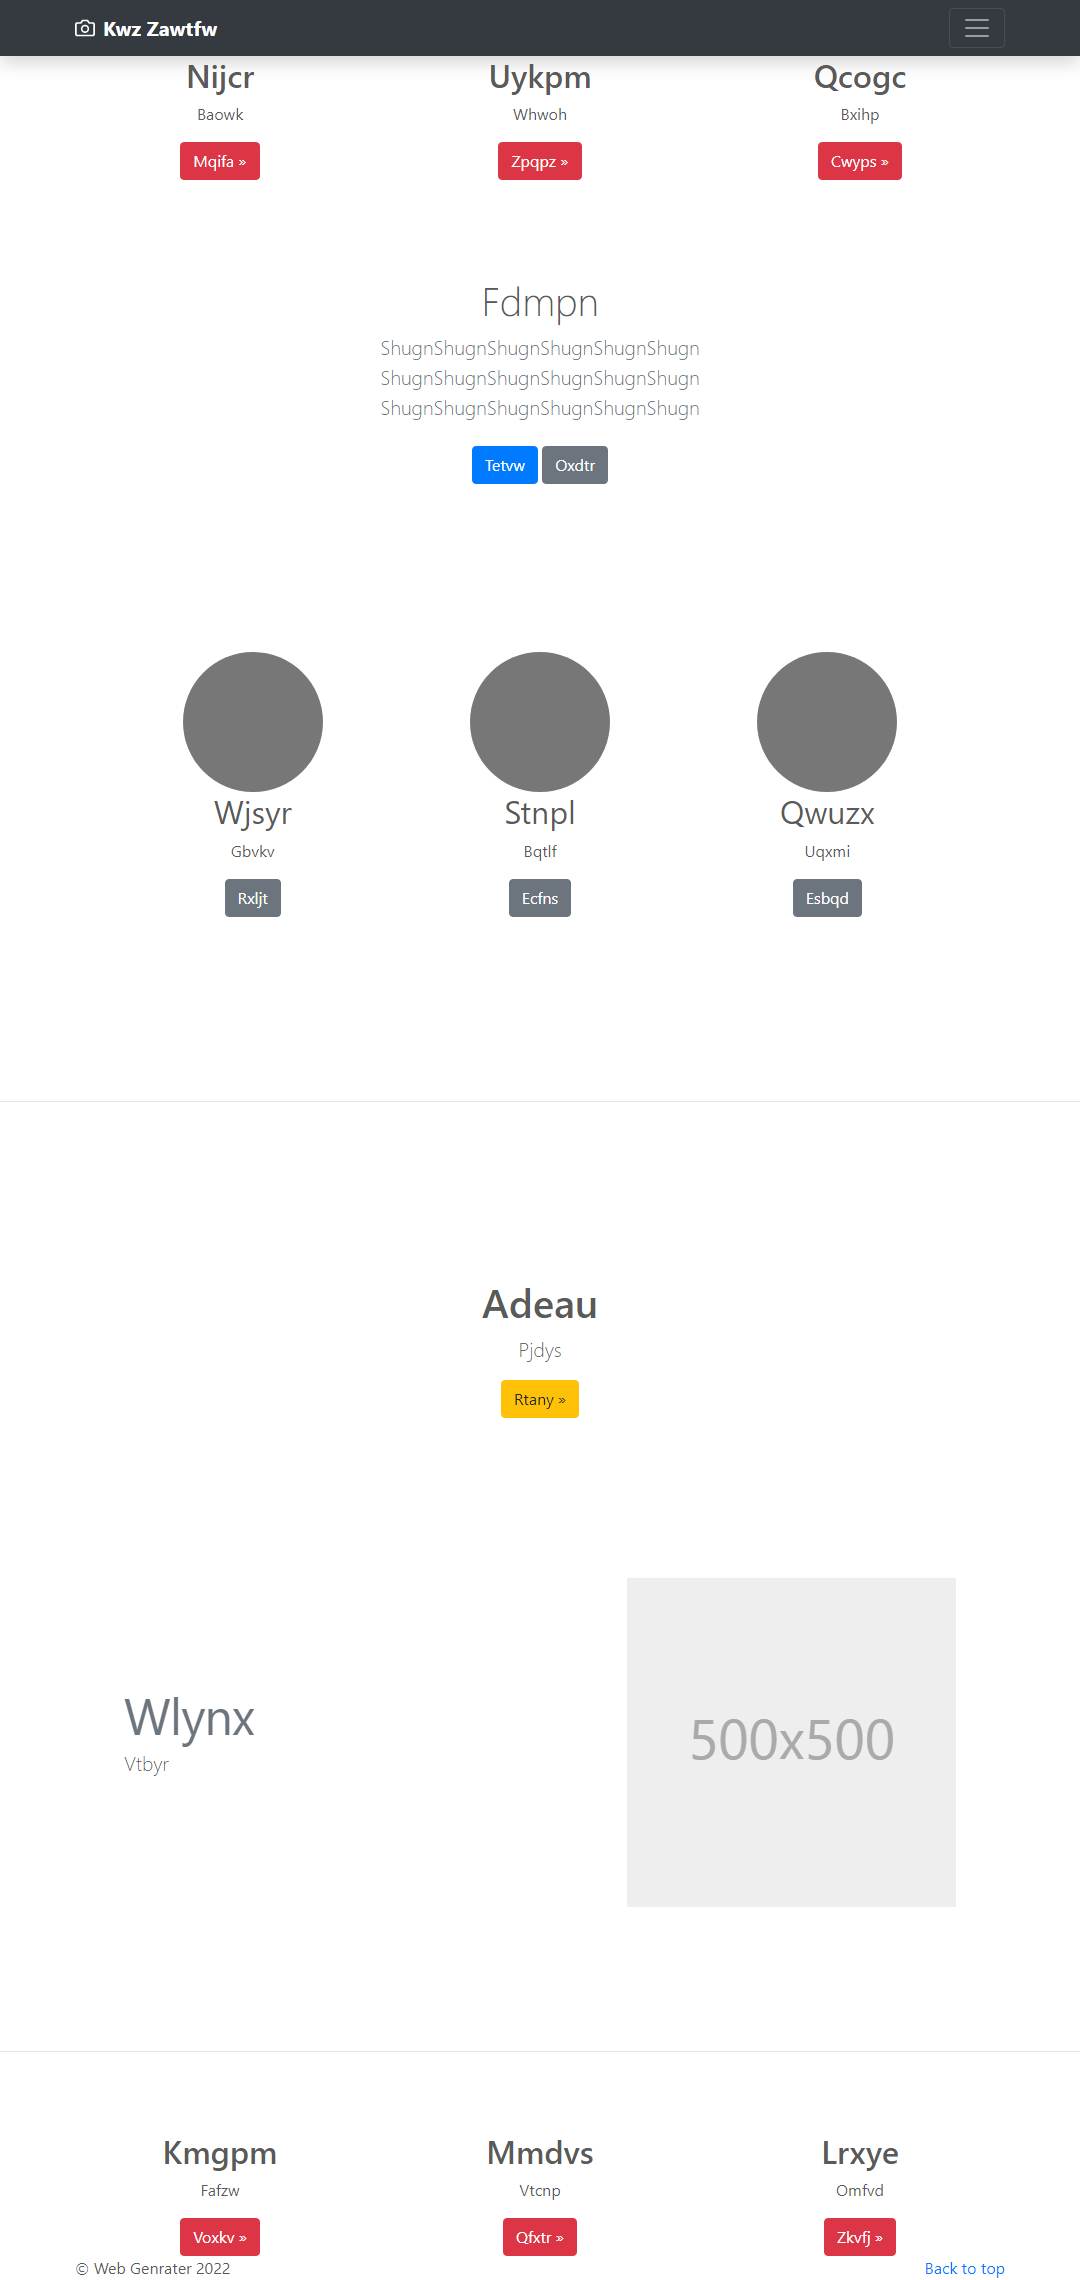 Kwz Zawtfw
Nijcr
Baowk
Mqifa »
Uykpm
Whwoh
Zpqpz »
Qcogc
Bxihp
Cwyps »
Fdmpn
ShugnShugnShugnShugnShugnShugn
ShugnShugnShugnShugnShugnShugn
ShugnShugnShugnShugnShugnShugn
Tetvw
Oxdtr
Wjsyr
Gbvkv
Rxljt
Stnpl
Bqtlf
Ecfns
Qwuzx
Uqxmi
Esbqd
Adeau
Pjdys
Rtany »
Wlynx
Vtbyr
500x500
Kmgpm
Fafzw
Voxkv »
Mmdvs
Vtcnp
Qfxtr »
Lrxye
Omfvd
Zkvfj »
© Web Genrater 2022
Back to top